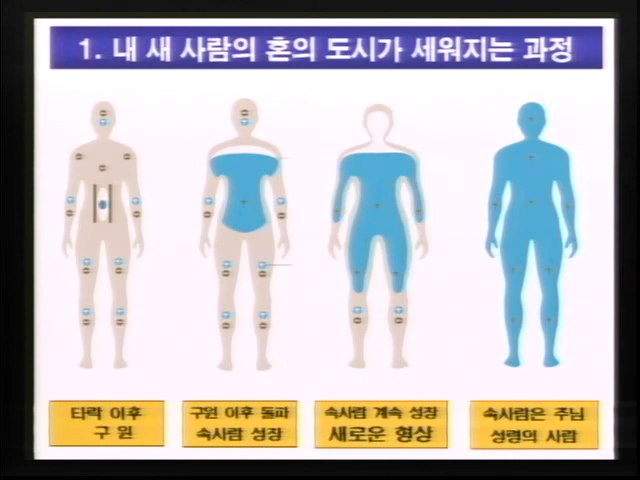 1. 내 새 사람의 혼의 도시가 세워지는 과정
타락 이후
구 원
구원 이후 돌파
속사람 성장
속사람 계속 성장
새로운 형상
속사람은 주님
성령의 사람